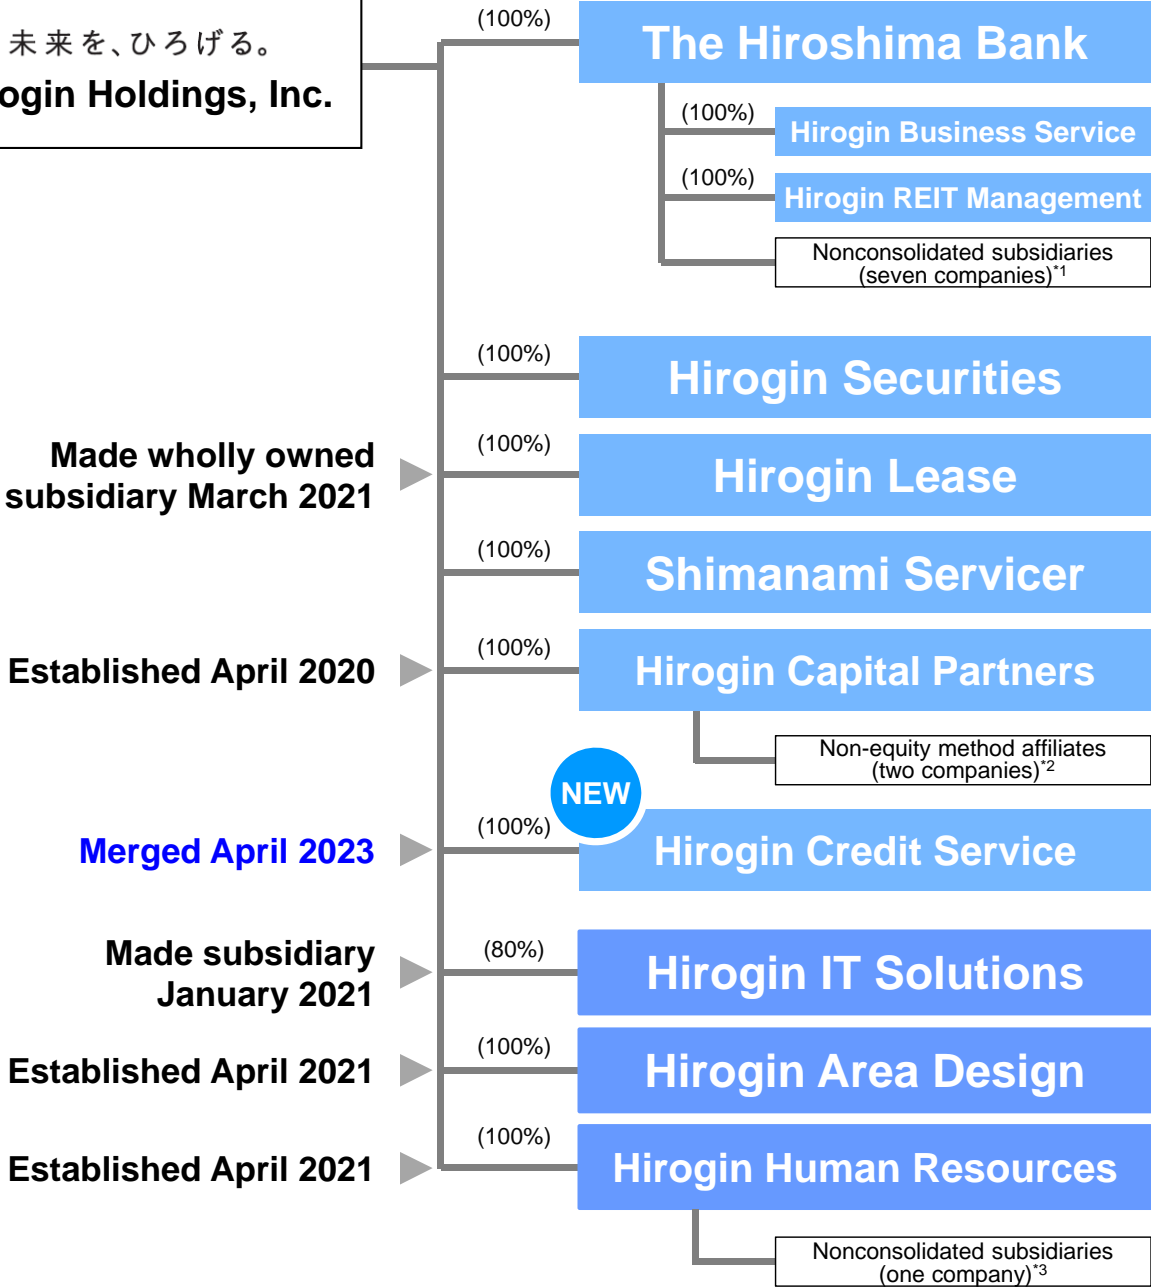 未来を、ひろげる。
ogin Holdings, Inc.
(100%)
The Hiroshima Bank
(100%)
Hirogin Business Service
(100%)
Hirogin REIT Management
Nonconsolidated subsidiaries
(seven companies)*1
(100%)
Hirogin Securities
Made wholly owned
subsidiary March 2021
(100%)
Hirogin Lease
(100%)
Shimanami Servicer
Established April 2020
(100%)
Hirogin Capital Partners
Non-equity method affiliates
(two companies)*2
NEW
Merged April 2023
(100%)
Hirogin Credit Service
Made subsidiary
January 2021
(80%)
Hirogin IT Solutions
Established April 2021
(100%)
Hirogin Area Design
Established April 2021
(100%)
Hirogin Human Resources
Nonconsolidated subsidiaries
(one company)*3